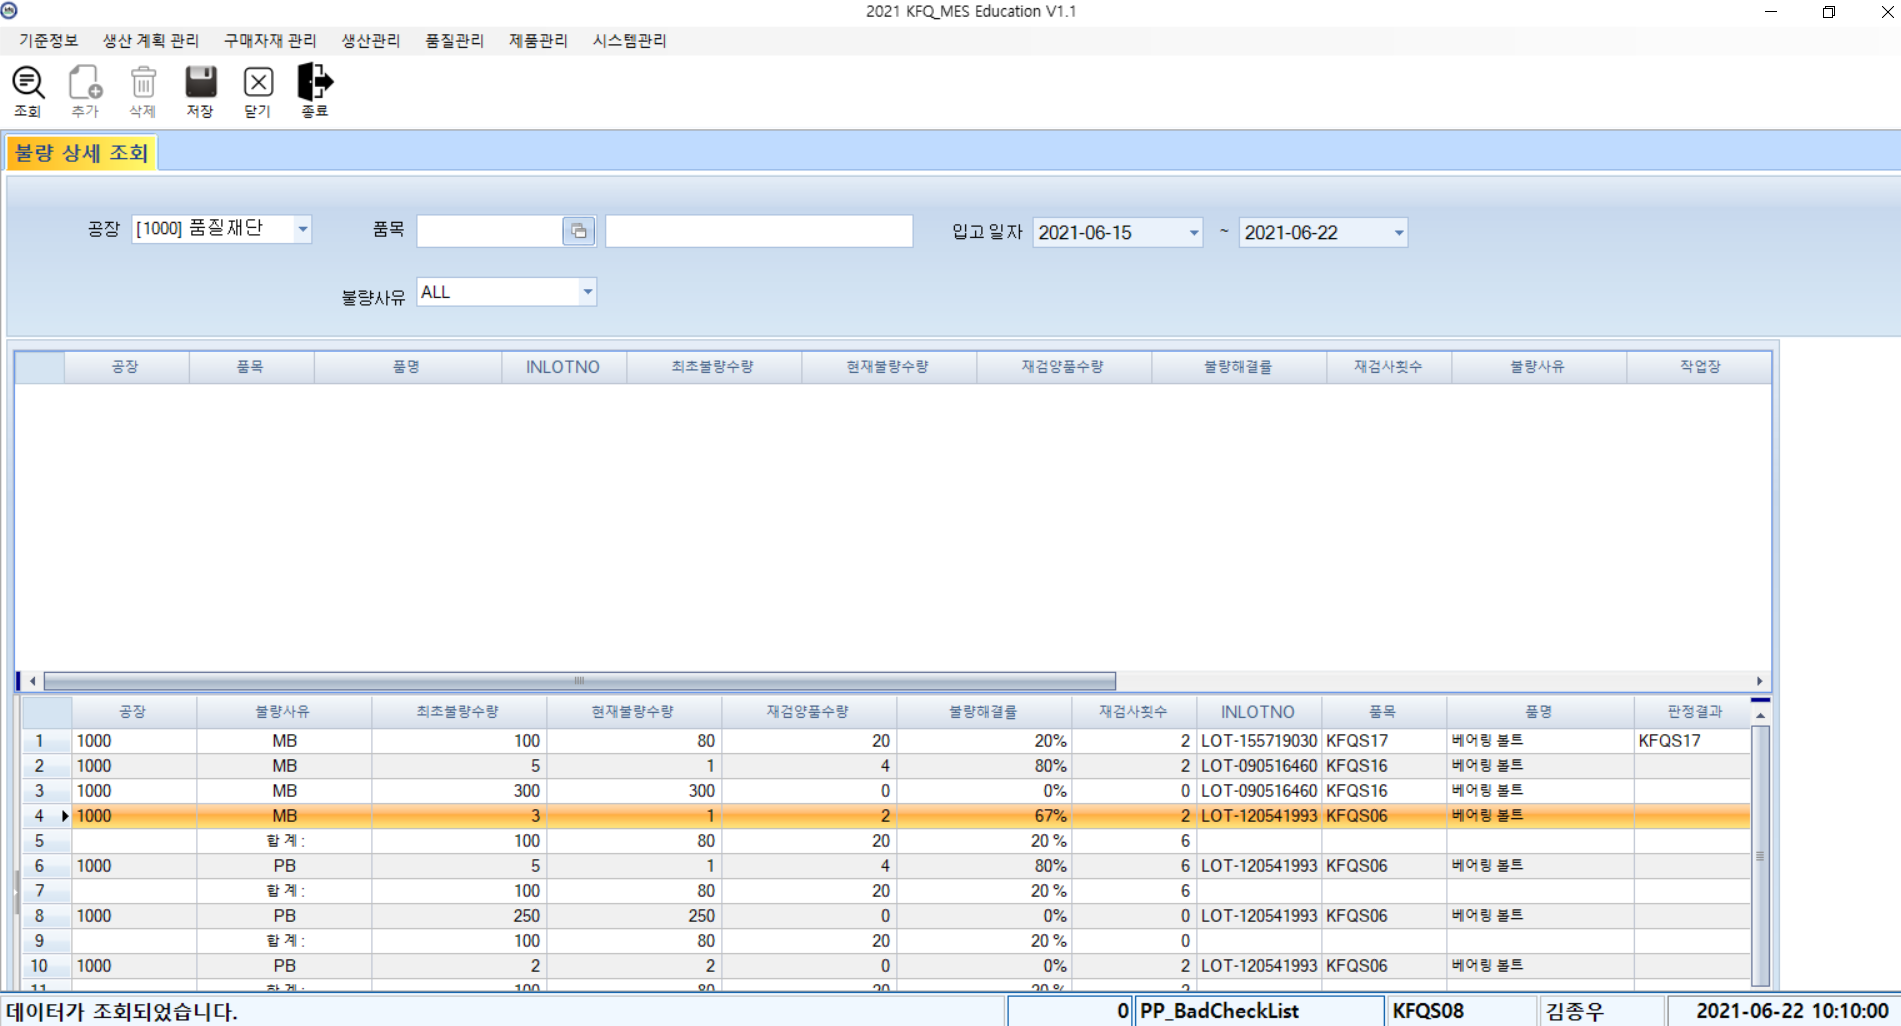 2021 KFQ_MES Education V1.1
기준정보 생산 계획 관리 구매자재 관리 생산관리 품질관리 제품관리 시스템관리
조회 추가 삭제 저장 닫기 종료
불량 상세 조회
공장 [1000] 품질재단 품목 입고 일자 2021-06-15 ~ 2021-06-22
불량사유 ALL
공장 품목 품명 INLOTNO 최초불량수량 현재불량수량 재검양품수량 불량해결률 재검사횟수 불량사유 작업장
공장 불량사유 최초불량수량 현재불량수량 재검양품수량 불량해결률 재검사횟수 INLOTNO 품목 품명 판정결과
1 1000 MB 100 80 20 20% 2 LOT-155719030 KFQS17 베어링 볼트 KFQS17
2 1000 MB 5 1 4 80% 2 LOT-090516460 KFQS16 베어링 볼트
3 1000 MB 300 300 0 0% 0 LOT-090516460 KFQS16 베어링 볼트
4 1000 MB 3 1 2 67% 2 LOT-120541993 KFQS06 베어링 볼트
5 합 계 : 100 80 20 20 % 6
6 1000 PB 5 1 4 80% 6 LOT-120541993 KFQS06 베어링 볼트
7 합 계 : 100 80 20 20 % 6
8 1000 PB 250 250 0 0% 0 LOT-120541993 KFQS06 베어링 볼트
9 합 계 : 100 80 20 20 % 0
10 1000 PB 2 2 0 0% 2 LOT-120541993 KFQS06 베어링 볼트
11 합 계 : 100 80 20 20 % 2
데이터가 조회되었습니다. 0 PP_BadCheckList KFQS08 김종우 2021-06-22 10:10:00